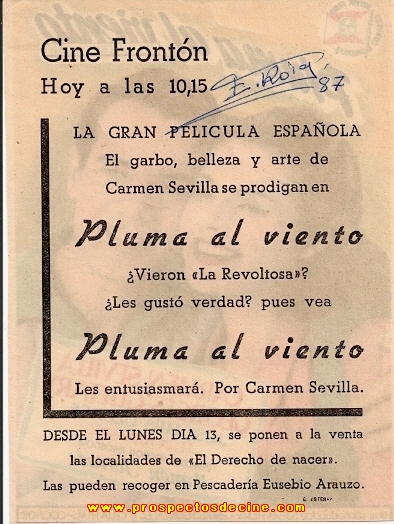 Cine Frontón
Hoy a las 10,15
E. Roig
87
LA GRAN PELICULA ESPAÑOLA
El garbo, belleza y arte de
Carmen Sevilla se prodigan en
Pluma al viento
¿Vieron «La Revoltosa»?
¿Les gustó verdad? pues vea
Pluma al viento
Les entusiasmará. Por Carmen Sevilla.
DESDE EL LUNES DIA 13, se ponen a la venta
las localidades de «El Derecho de nacer».
Las pueden recoger en Pescadería Eusebio Arauzo.
www.prospectosdecine.com